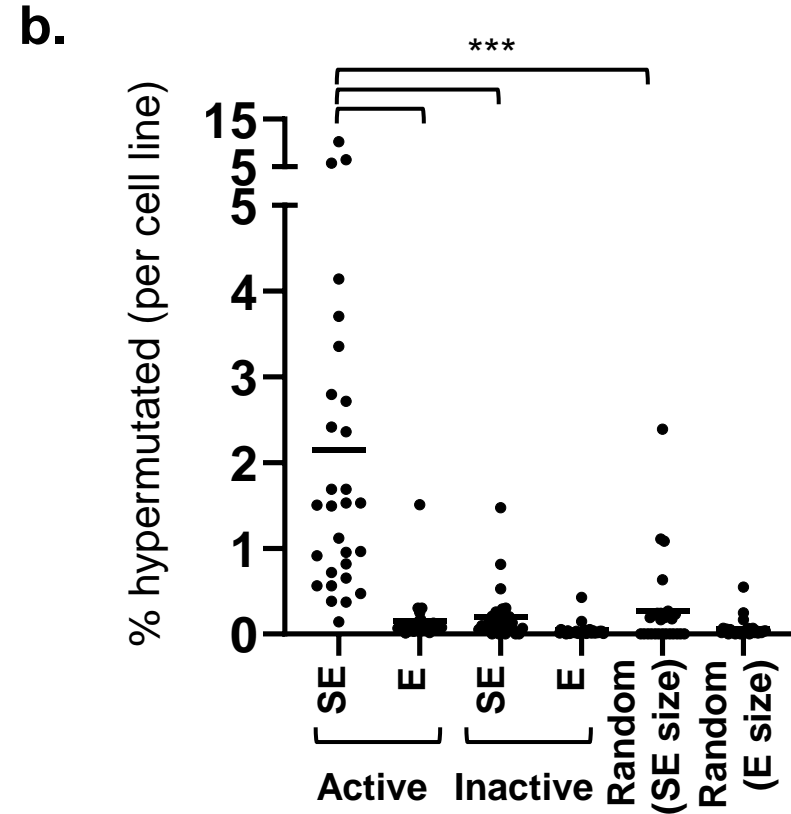 b.
***
% hypermutated (per cell line)
15
5
5
4
3
2
1
0
SE
E
SE
E
Random
(SE size)
Random
(E size)
Active
Inactive